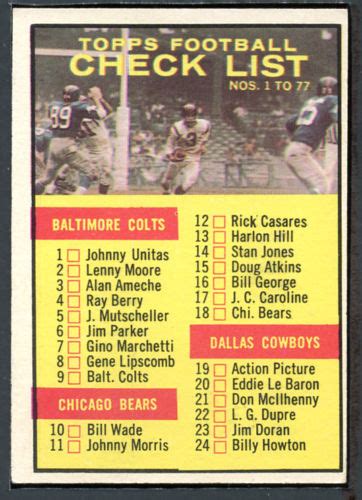 TOPPS FOOTBALL
CHECK LIST
NOS. 1 TO 77
89
3
BALTIMORE COLTS
1 Johnny Unitas
2 Lenny Moore
3 Alan Ameche
4 Ray Berry
5 J. Mutscheller
6 Jim Parker
7 Gino Marchetti
8 Gene Lipscomb
9 Balt. Colts
CHICAGO BEARS
10 Bill Wade
11 Johnny Morris
12 Rick Casares
13 Harlon Hill
14 Stan Jones
15 Doug Atkins
16 Bill George
17 J. C. Caroline
18 Chi. Bears
DALLAS COWBOYS
19 Action Picture
20 Eddie Le Baron
21 Don McIlhenny
22 L. G. Dupre
23 Jim Doran
24 Billy Howton